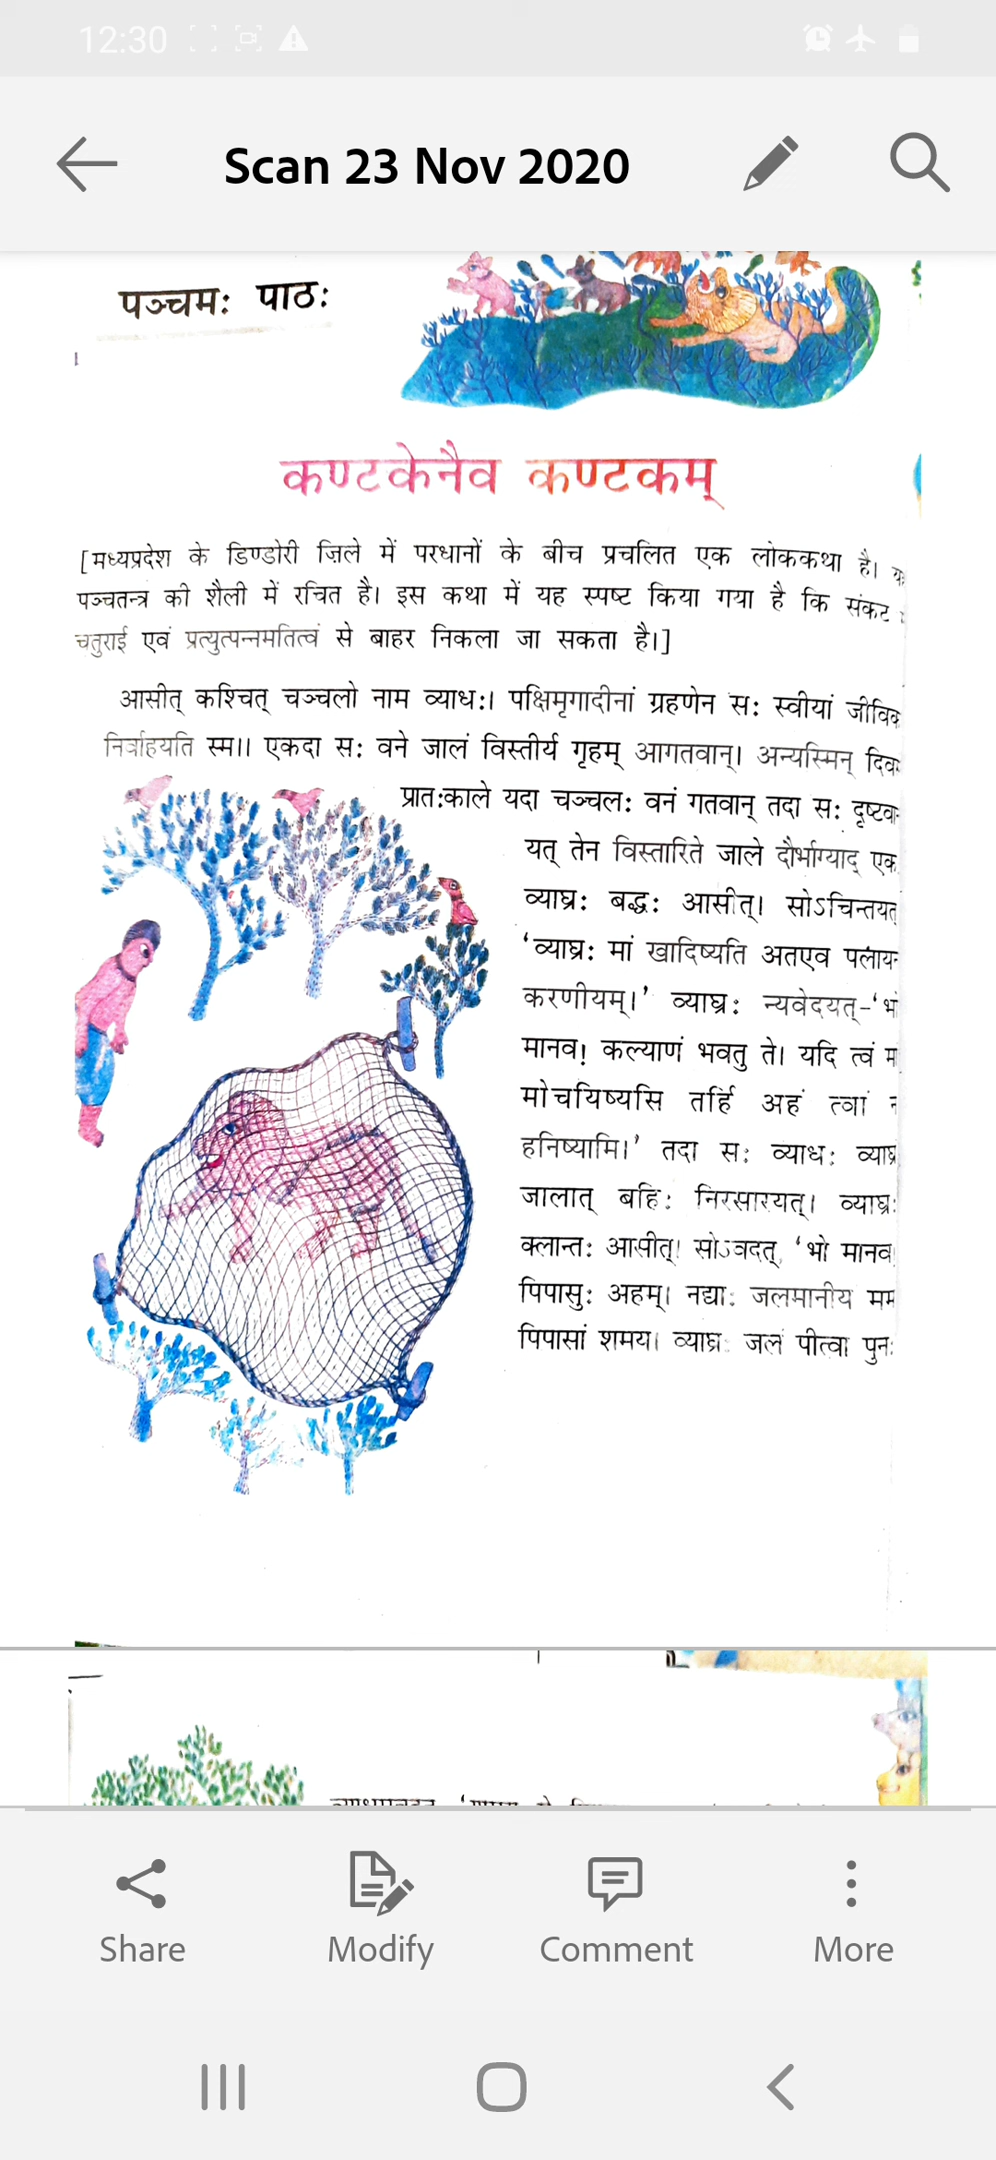 12:30
Scan 23 Nov 2020
पञ्चमः पाठः
कण्टकेनैव कण्टकम्
[मध्यप्रदेश के डिण्डोरी ज़िले में परधानों के बीच प्रचलित एक लोककथा है।
पञ्चतन्त्र की शैली में रचित है। इस कथा में यह स्पष्ट किया गया है कि संकट
चतुराई एवं प्रत्युत्पन्नमतित्वं से बाहर निकला जा सकता है।]
आसीत् कश्चित् चञ्चलो नाम व्याधः। पक्षिमृगादीनां ग्रहणेन सः स्वीयां
निर्वाहयति स्म।। एकदा सः वने जालं विस्तीर्य गृहम् आगतवान्। अन्यस्मिन्
प्रातःकाले यदा चञ्चलः वनं गतवान् तदा सः
यत् तेन विस्तारिते जाले दौर्भाग्याद् एक
व्याघ्रः बद्धः आसीत्। सोऽचिन्तयत्
'व्याघ्रः मां खादिष्यति अतएव
करणीयम्।' व्याघ्रः न्यवेदयत्-'
मानव! कल्याणं भवतु ते। यदि त्वं
मोचयिष्यसि तर्हि अहं त्वां
हनिष्यामि।' तदा सः व्याधः
जालात् बहिः निरसारयत्। व्याघ्रः
क्लान्तः आसीत्। सोऽवदत्, 'भो मानव
पिपासुः अहम्। नद्याः जलमानीय मम
पिपासां शमय। व्याघ्रः जलं पीत्वा पुनः
Share
Modify
Comment
More